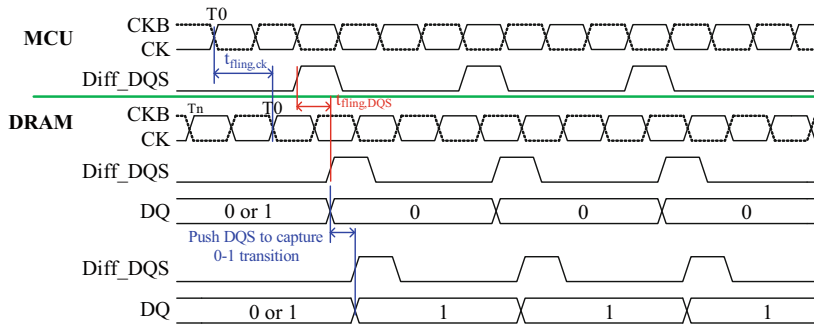 T0
MCU CKB
CK
t_fling,ck
Diff_DQS
t_fling,DQS
DRAM CKB Tn T0
CK
Diff_DQS
DQ 0 or 1 0 0 0
Push DQS to capture
0-1 transition
Diff_DQS
DQ 0 or 1 1 1 1